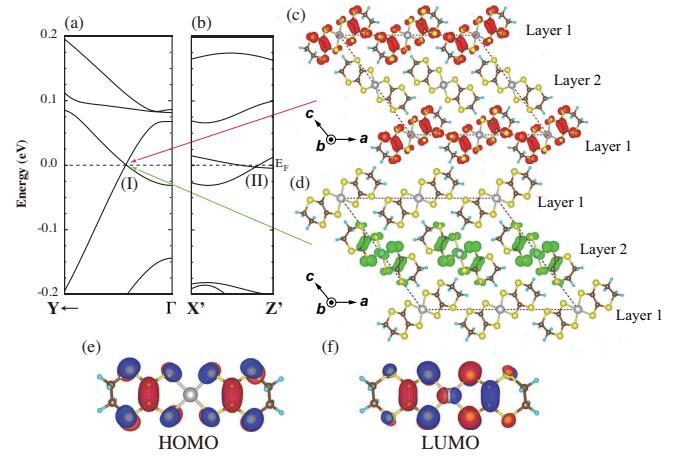 (a)
(b)
(c)
0.2
0.1
0.0
-0.1
-0.2
Energy (eV)
(I)
(II)
E_F
Y←
Γ
X'
Z'
Layer 1
Layer 2
Layer 1
c
b
a
(d)
Layer 1
Layer 2
Layer 1
c
b
a
(e)
HOMO
(f)
LUMO